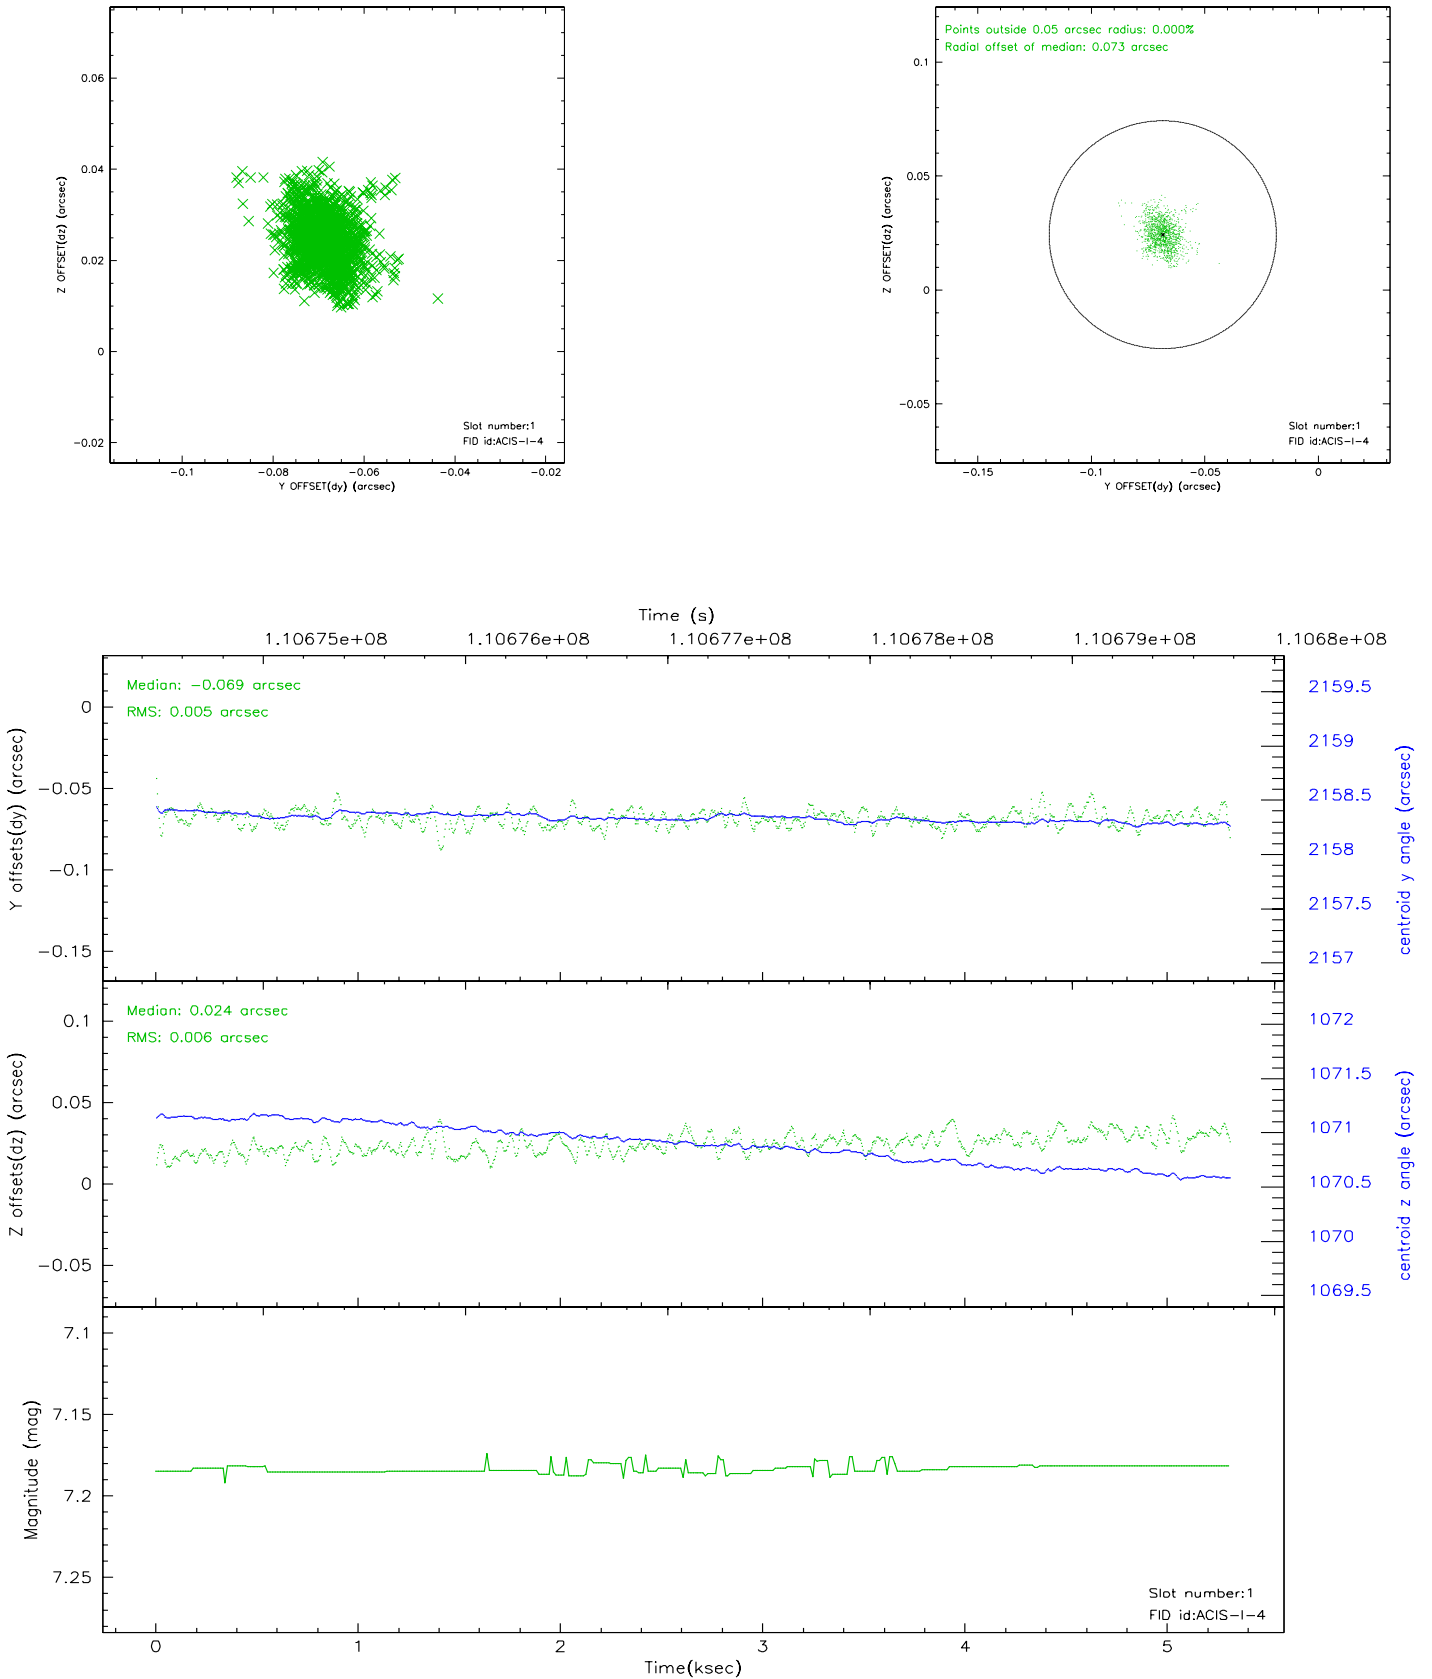 0.06
0.04
0.02
0
−0.02
Z OFFSET(dz) (arcsec)
Slot number:1
FID id:ACIS−I−4
−0.1 −0.08 −0.06 −0.04 −0.02
Y OFFSET(dy) (arcsec)
Points outside 0.05 arcsec radius: 0.000%
Radial offset of median: 0.073 arcsec
0.1
0.05
0
−0.05
Z OFFSET(dz) (arcsec)
Slot number:1
FID id:ACIS−I−4
−0.15 −0.1 −0.05 0
Y OFFSET(dy) (arcsec)
Time (s)
1.10675e+08 1.10676e+08 1.10677e+08 1.10678e+08 1.10679e+08 1.1068e+08
Median: −0.069 arcsec
RMS: 0.005 arcsec
0
−0.05
−0.1
−0.15
Y offsets(dy) (arcsec)
2159.5
2159
2158.5
2158
2157.5
2157
centroid y angle (arcsec)
Median: 0.024 arcsec
RMS: 0.006 arcsec
0.1
0.05
0
−0.05
Z offsets(dz) (arcsec)
1072
1071.5
1071
1070.5
1070
1069.5
centroid z angle (arcsec)
7.1
7.15
7.2
7.25
Magnitude (mag)
Slot number:1
FID id:ACIS−I−4
0 1 2 3 4 5
Time(ksec)